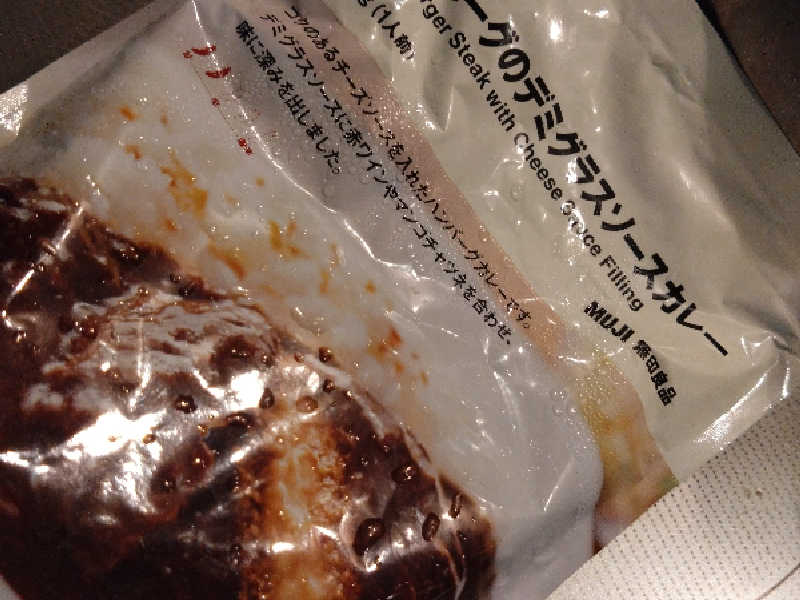 ーグのデミグラスソースカレー
Steak with Cheese Filling
MUJI 無印良品
(1人前)
コクのあるチーズソースを入れたハンバーグカレーです。
デミグラスソースに赤ワインやマンゴチャツネを合わせ、
味に深みを出しました。